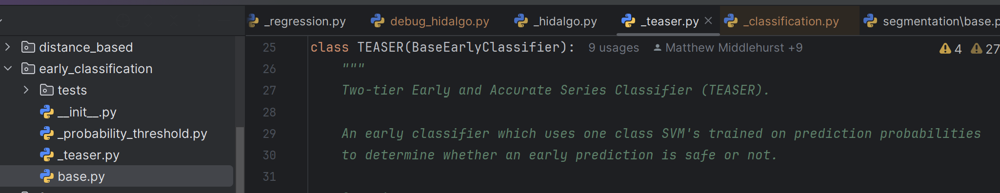 _regression.py debug_hidalgo.py _hidalgo.py _teaser.py _classification.py segmentation\base.p
distance_based
early_classification
tests
__init__.py
_probability_threshold.py
_teaser.py
base.py
25 class TEASER(BaseEarlyClassifier): 9 usages Matthew Middlehurst +9 4 27
26 """
27 Two-tier Early and Accurate Series Classifier (TEASER).
28
29 An early classifier which uses one class SVM's trained on prediction probabilities
30 to determine whether an early prediction is safe or not.
31